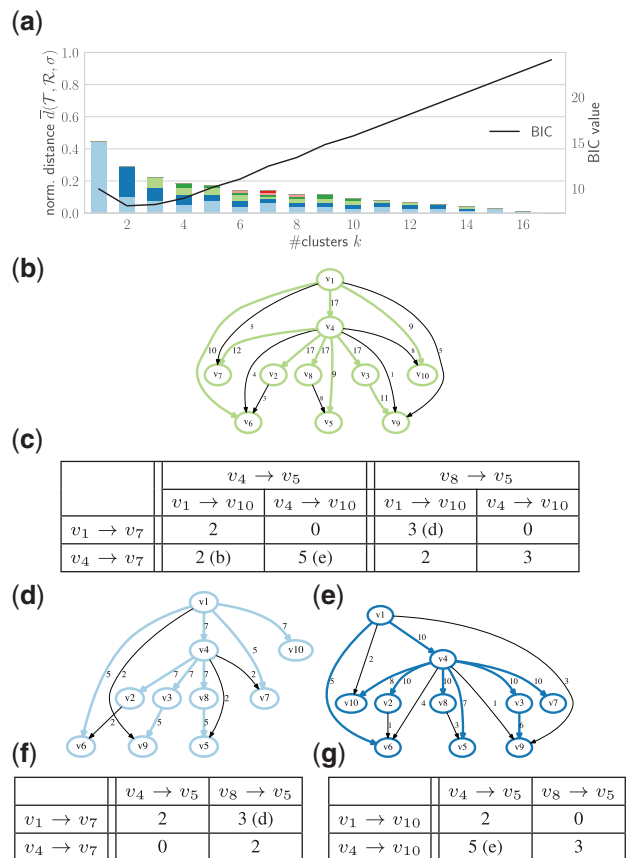 (a)
norm. distance d̄(𝒯, ℛ, σ)
1.0
0.8
0.6
0.4
0.2
0.0
2 4 6 8 10 12 14 16
#clusters k
BIC
20
15
10
BIC value
(b)
v1
17
5
9
v4
10
12
17
17
9
17
8
5
4
1
v7 v2 v8 v3 v10
3
8
11
v6 v5 v9
(c)
v4 → v5 v8 → v5
v1 → v10 v4 → v10 v1 → v10 v4 → v10
v1 → v7 2 0 3 (d) 0
v4 → v7 2 (b) 5 (e) 2 3
(d)
v1
7
7
v4
v10
5
2
5
7
7
7
2
2
v2 v3 v8 v7
2
5
5
v6 v9 v5
(e)
v1
10
2
v4
5
3
8
10
10
10
10
4
7
1
v10 v2 v8 v3 v7
1
3
6
v6 v5 v9
(f)
v4 → v5 v8 → v5
v1 → v7 2 3 (d)
v4 → v7 0 2
(g)
v4 → v5 v8 → v5
v1 → v10 2 0
v4 → v10 5 (e) 3